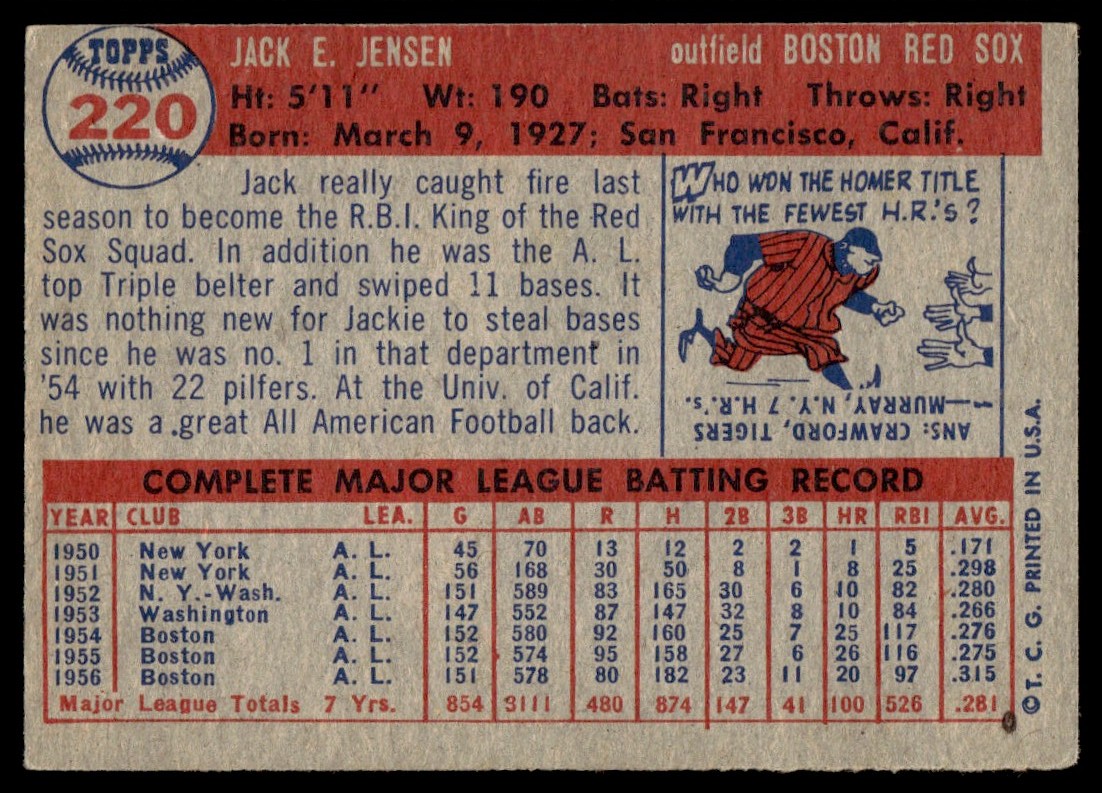 TOPPS
220
JACK E. JENSEN outfield BOSTON RED SOX
Ht: 5'11" Wt: 190 Bats: Right Throws: Right
Born: March 9, 1927; San Francisco, Calif.
Jack really caught fire last
season to become the R.B.I. King of the Red
Sox Squad. In addition he was the A. L.
top Triple belter and swiped 11 bases. It
was nothing new for Jackie to steal bases
since he was no. 1 in that department in
'54 with 22 pilfers. At the Univ. of Calif.
he was a great All American Football back.
WHO WON THE HOMER TITLE
WITH THE FEWEST H.R.'S?
ANS: CRAWFORD, TIGERS
—MURRAY, N.Y. 7 H.R.'S.
COMPLETE MAJOR LEAGUE BATTING RECORD
YEAR CLUB LEA. G AB R H 2B 3B HR RBI AVG.
1950 New York A. L. 45 70 13 12 2 2 1 5 .171
1951 New York A. L. 56 168 30 50 8 1 8 25 .298
1952 N. Y.-Wash. A. L. 151 589 83 165 30 6 10 82 .280
1953 Washington A. L. 147 552 87 147 32 8 10 84 .266
1954 Boston A. L. 152 580 92 160 25 7 25 117 .276
1955 Boston A. L. 152 574 95 158 27 6 26 116 .275
1956 Boston A. L. 151 578 80 182 23 11 20 97 .315
Major League Totals 7 Yrs. 854 3111 480 874 147 41 100 526 .281
© T. C. G. PRINTED IN U.S.A.